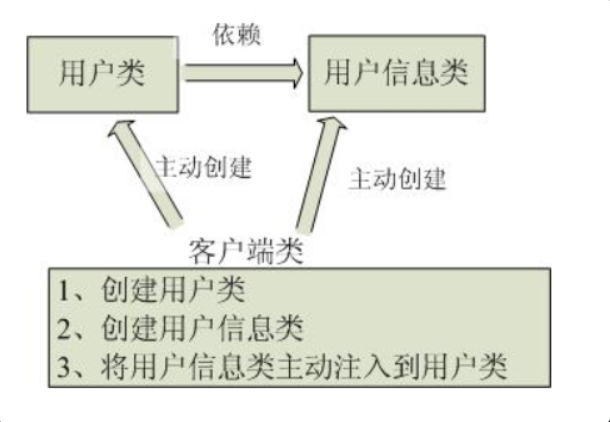 依赖
用户类
用户信息类
主动创建
主动创建
客户端类
1、创建用户类
2、创建用户信息类
3、将用户信息类主动注入到用户类